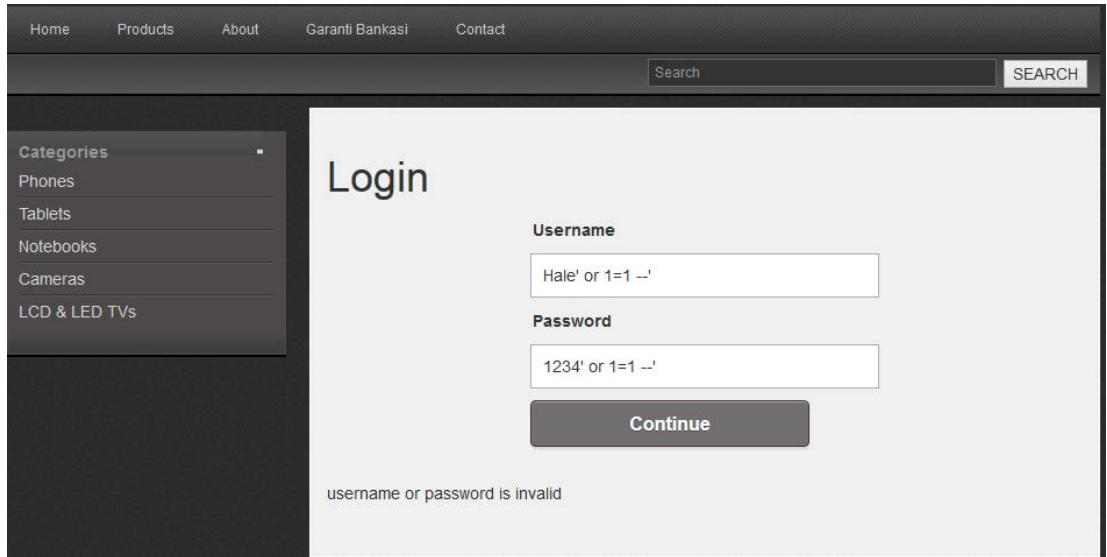 Home Products About Garanti Bankasi Contact
Search SEARCH
Categories -
Phones
Tablets
Notebooks
Cameras
LCD & LED TVs
Login
Username
Hale' or 1=1 --'
Password
1234' or 1=1 --'
Continue
username or password is invalid